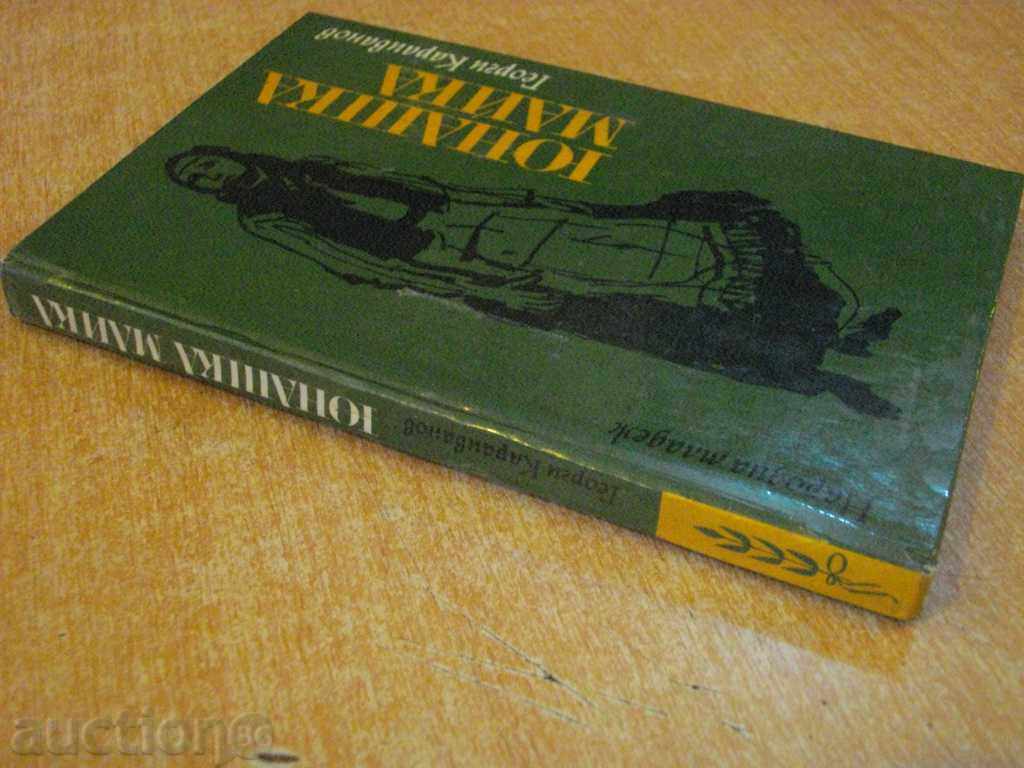 Георги Караиванов
ЮНАШКА
МАЙКА
Народна младеж
Георги Караиванов
ЮНАШКА МАЙКА
auction.BG